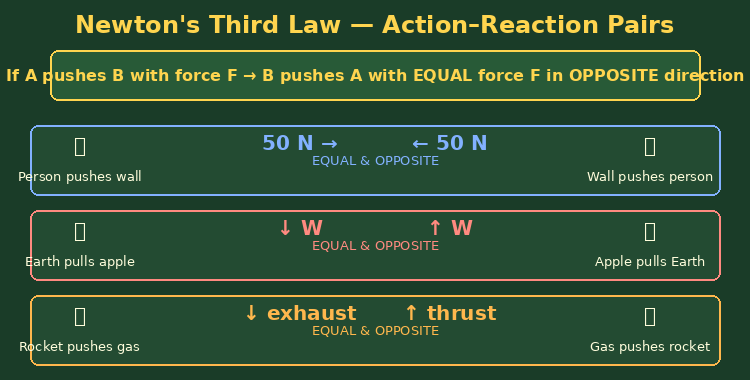 Newton's Third Law — Action–Reaction Pairs
If A pushes B with force F → B pushes A with EQUAL force F in OPPOSITE direction
50 N → ← 50 N
EQUAL & OPPOSITE
Person pushes wall Wall pushes person
↓ W ↑ W
EQUAL & OPPOSITE
Earth pulls apple Apple pulls Earth
↓ exhaust ↑ thrust
EQUAL & OPPOSITE
Rocket pushes gas Gas pushes rocket